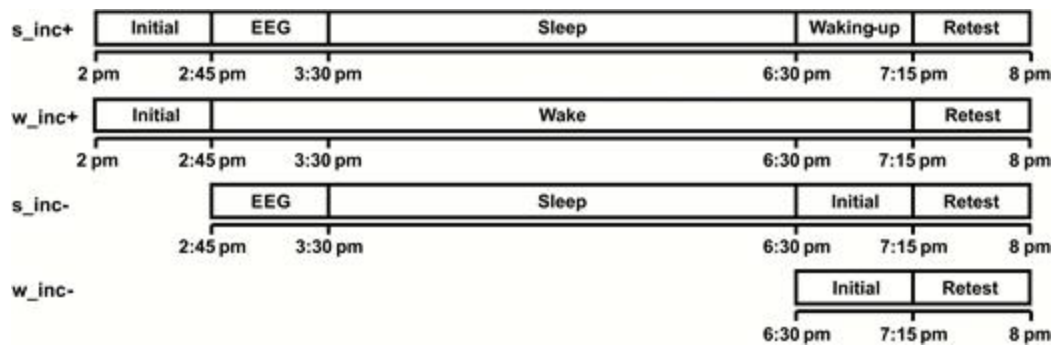 s_inc+ Initial EEG Sleep Waking-up Retest
2 pm 2:45 pm 3:30 pm 6:30 pm 7:15 pm 8 pm
w_inc+ Initial Wake Retest
2 pm 2:45 pm 3:30 pm 6:30 pm 7:15 pm 8 pm
s_inc- EEG Sleep Initial Retest
2:45 pm 3:30 pm 6:30 pm 7:15 pm 8 pm
w_inc- Initial Retest
6:30 pm 7:15 pm 8 pm